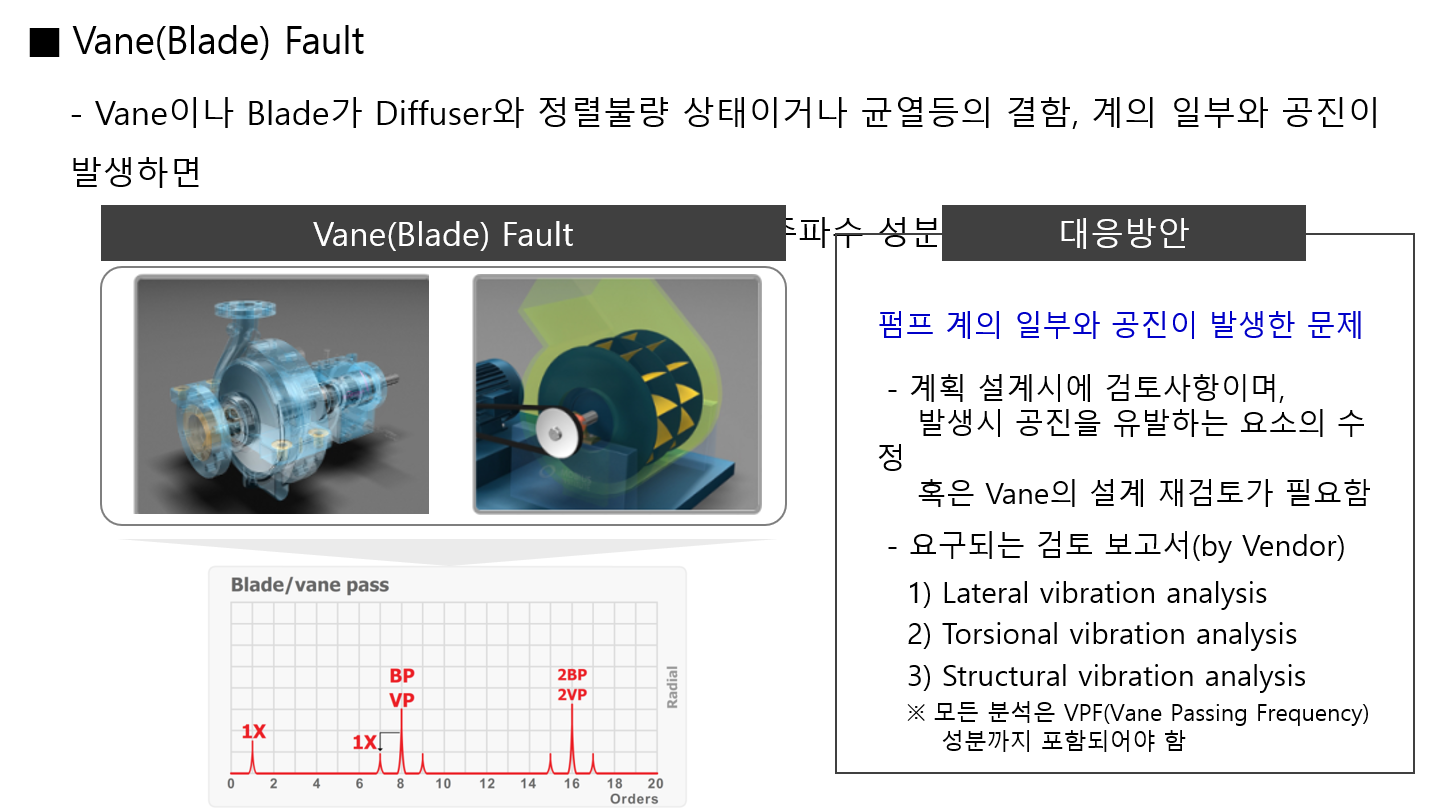 ■ Vane(Blade) Fault
- Vane이나 Blade가 Diffuser와 정렬불량 상태이거나 균열등의 결함, 계의 일부와 공진이
발생하면
주파수 성분
Vane(Blade) Fault
대응방안
펌프 계의 일부와 공진이 발생한 문제
- 계획 설계시에 검토사항이며,
발생시 공진을 유발하는 요소의 수
정
혹은 Vane의 설계 재검토가 필요함
- 요구되는 검토 보고서(by Vendor)
1) Lateral vibration analysis
2) Torsional vibration analysis
3) Structural vibration analysis
※ 모든 분석은 VPF(Vane Passing Frequency)
성분까지 포함되어야 함
Blade/vane pass
BP
VP
2BP
2VP
1X
1X
Radial
0 2 4 6 8 10 12 14 16 18 20
Orders